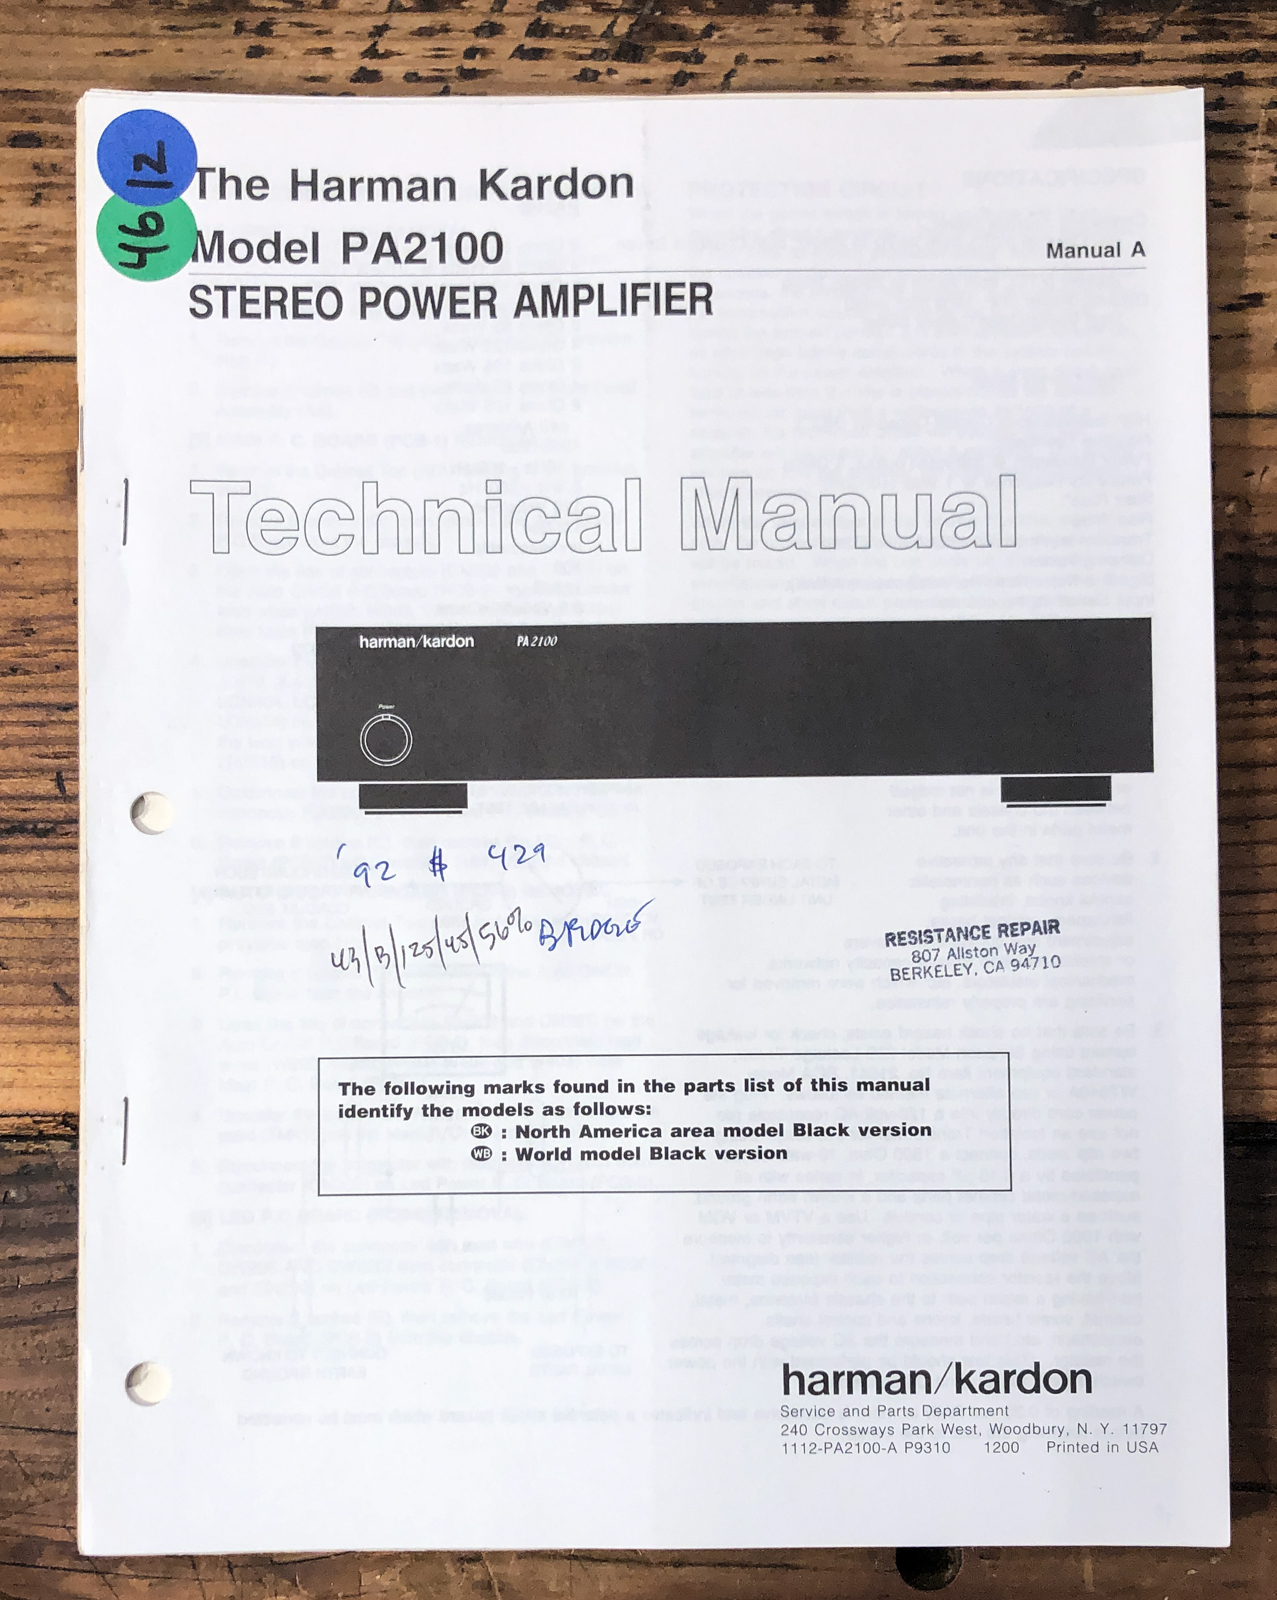 12
46
The Harman Kardon
Model PA2100
Manual A
STEREO POWER AMPLIFIER
Technical Manual
harman/kardon PA2100
Power
'92 $ 429
43/B/125/45/56% BRIDGE
RESISTANCE REPAIR
807 Allston Way
BERKELEY, CA 94710
The following marks found in the parts list of this manual
identify the models as follows:
BK : North America area model Black version
WB : World model Black version
harman/kardon
Service and Parts Department
240 Crossways Park West, Woodbury, N. Y. 11797
1112-PA2100-A P9310 1200 Printed in USA